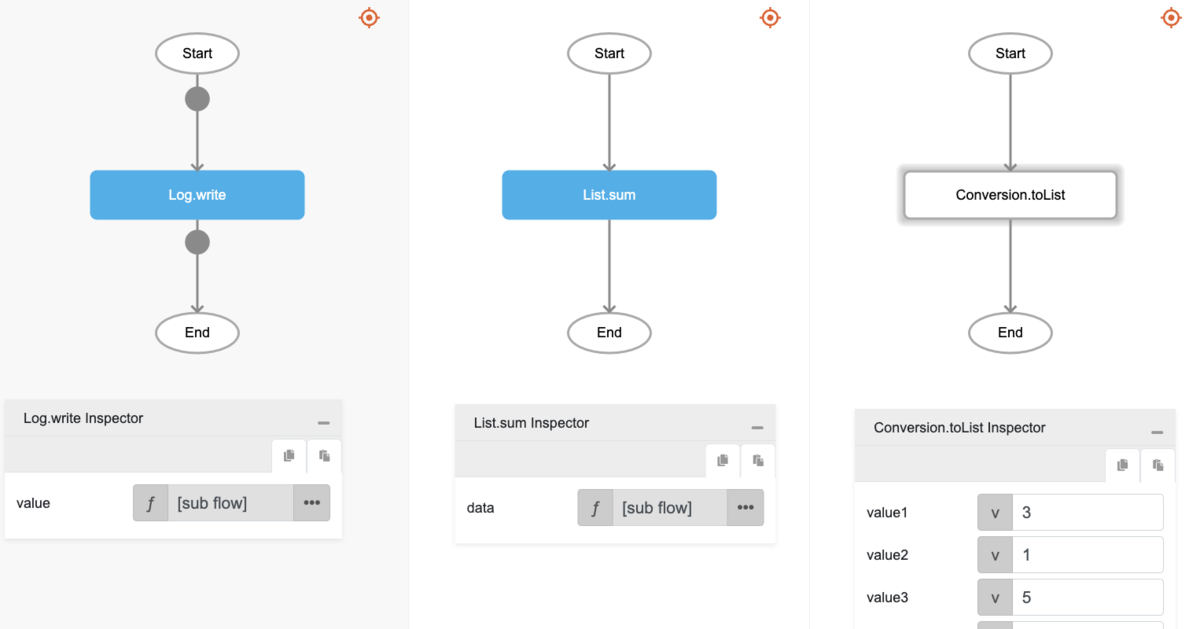 Start
Log.write
End
Log.write Inspector
value
f [sub flow]
Start
List.sum
End
List.sum Inspector
data
f [sub flow]
Start
Conversion.toList
End
Conversion.toList Inspector
value1 v 3
value2 v 1
value3 v 5